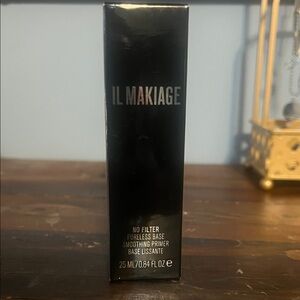 IL MAKIAGE
NO FILTER
PORELESS BASE
SMOOTHING PRIMER
BASE LISSANTE
25 ML/0.84 FL OZ ℮